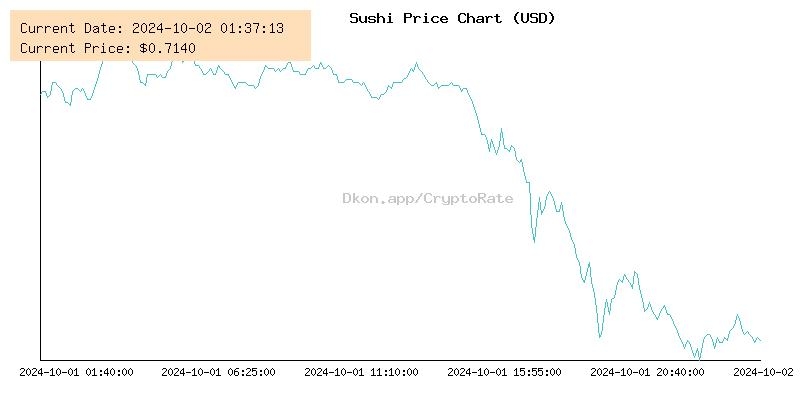 Sushi Price Chart (USD)
Current Date: 2024-10-02 01:37:13
Current Price: $0.7140
Dkon.app/CryptoRate
2024-10-01 01:40:00 2024-10-01 06:25:00 2024-10-01 11:10:00 2024-10-01 15:55:00 2024-10-01 20:40:00 2024-10-02